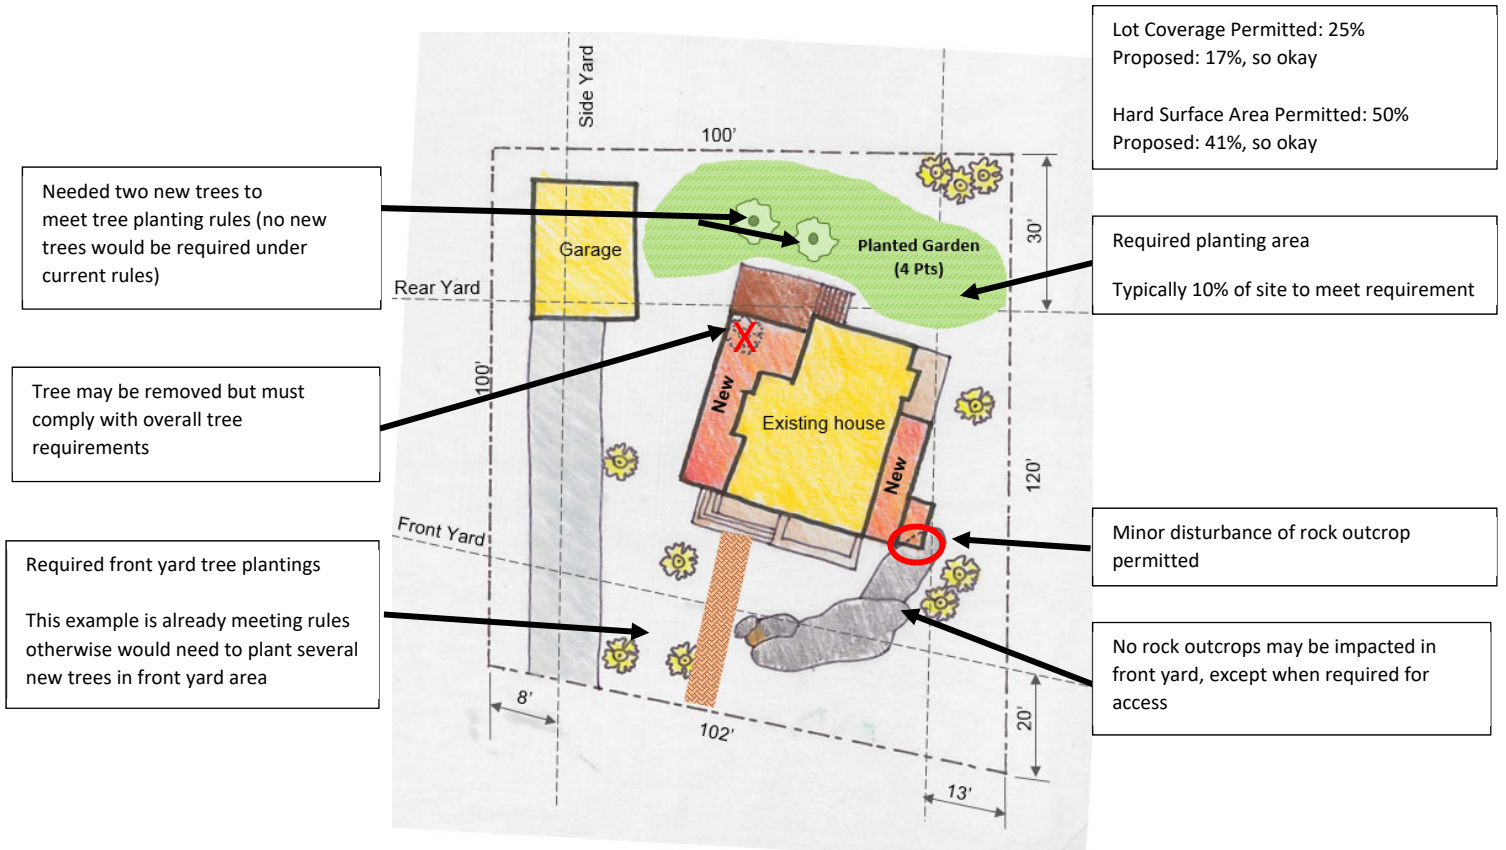 Lot Coverage Permitted: 25%
Proposed: 17%, so okay
Hard Surface Area Permitted: 50%
Proposed: 41%, so okay
Needed two new trees to
meet tree planting rules (no new
trees would be required under
current rules)
Tree may be removed but must
comply with overall tree
requirements
Required front yard tree plantings
This example is already meeting rules
otherwise would need to plant several
new trees in front yard area
Side Yard
100'
Garage
Planted Garden
(4 Pts)
30'
Rear Yard
100'
X
New
Existing house
New
120'
Front Yard
8'
102'
20'
13'
Required planting area
Typically 10% of site to meet requirement
Minor disturbance of rock outcrop
permitted
No rock outcrops may be impacted in
front yard, except when required for
access